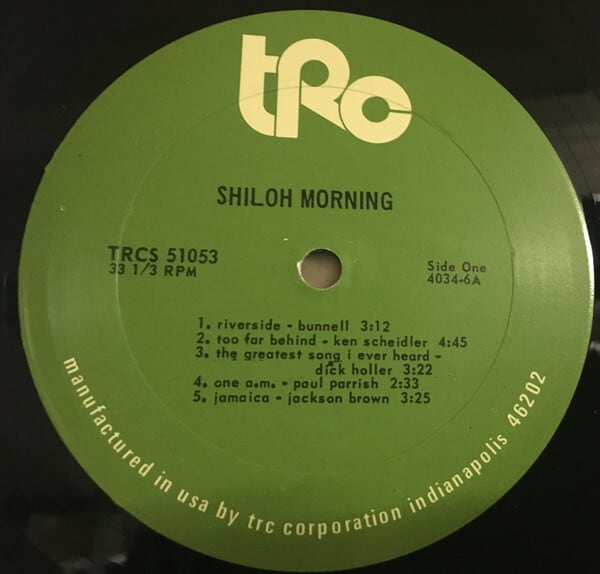 tRc
SHILOH MORNING
TRCS 51053
33 1/3 RPM
Side One
4034-6A
1. riverside - bunnell 3:12
2. too far behind - ken scheidler 4:45
3. the greatest song i ever heard -
dick holler 3:22
4. one a.m. - paul parrish 2:33
5. jamaica - jackson brown 3:25
manufactured in usa by trc corporation indianapolis 46202